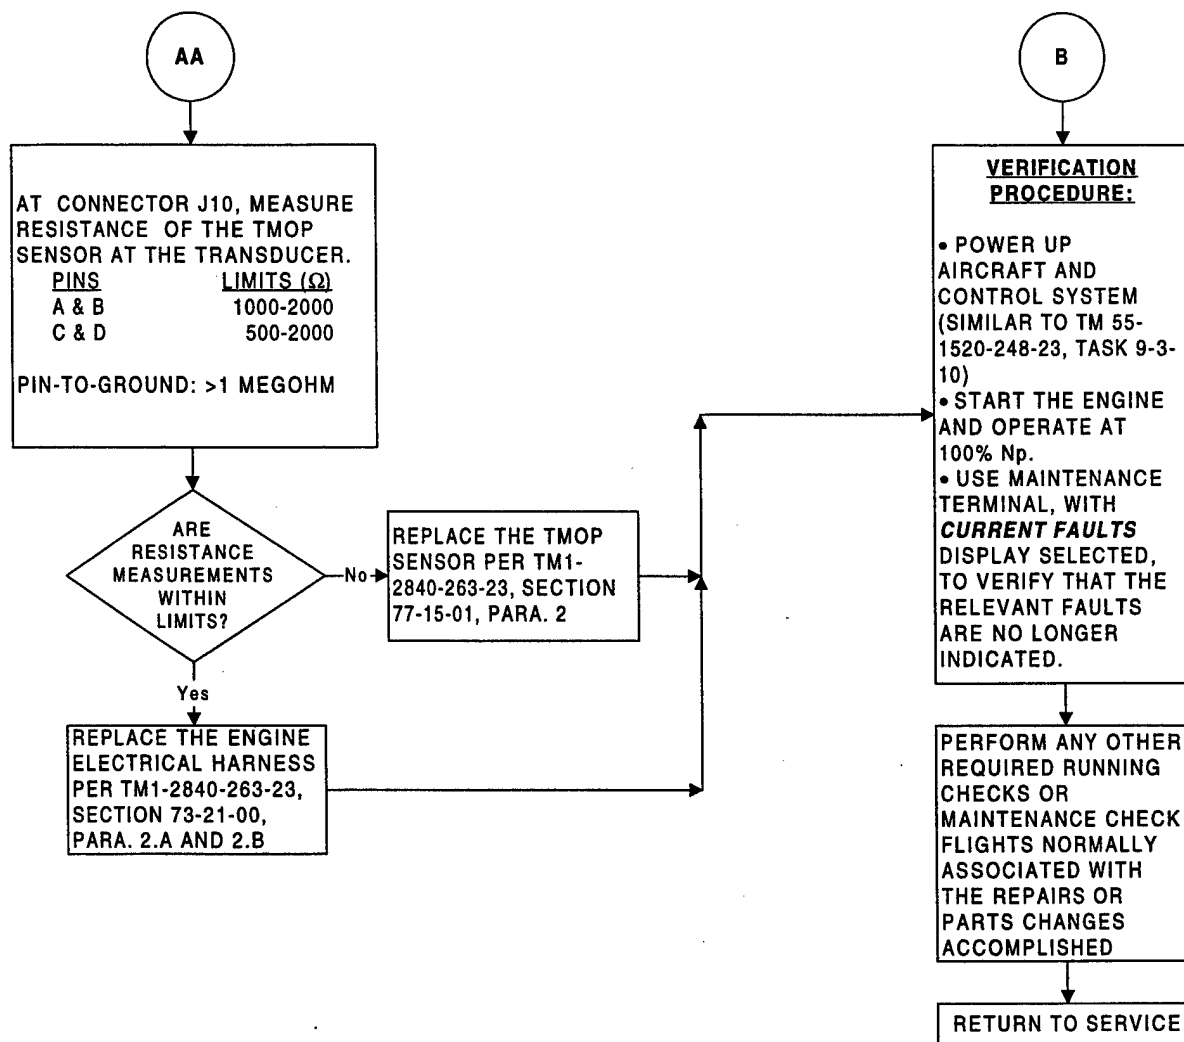 AA
AT CONNECTOR J10, MEASURE
RESISTANCE OF THE TMOP
SENSOR AT THE TRANSDUCER.
PINS LIMITS (Ω)
A & B 1000-2000
C & D 500-2000
PIN-TO-GROUND: >1 MEGOHM
ARE
RESISTANCE
MEASUREMENTS
WITHIN
LIMITS?
No
REPLACE THE TMOP
SENSOR PER TM1-
2840-263-23, SECTION
77-15-01, PARA. 2
Yes
REPLACE THE ENGINE
ELECTRICAL HARNESS
PER TM1-2840-263-23,
SECTION 73-21-00,
PARA. 2.A AND 2.B
B
VERIFICATION
PROCEDURE:
• POWER UP
AIRCRAFT AND
CONTROL SYSTEM
(SIMILAR TO TM 55-
1520-248-23, TASK 9-3-
10)
• START THE ENGINE
AND OPERATE AT
100% Np.
• USE MAINTENANCE
TERMINAL, WITH
CURRENT FAULTS
DISPLAY SELECTED,
TO VERIFY THAT THE
RELEVANT FAULTS
ARE NO LONGER
INDICATED.
PERFORM ANY OTHER
REQUIRED RUNNING
CHECKS OR
MAINTENANCE CHECK
FLIGHTS NORMALLY
ASSOCIATED WITH
THE REPAIRS OR
PARTS CHANGES
ACCOMPLISHED
RETURN TO SERVICE